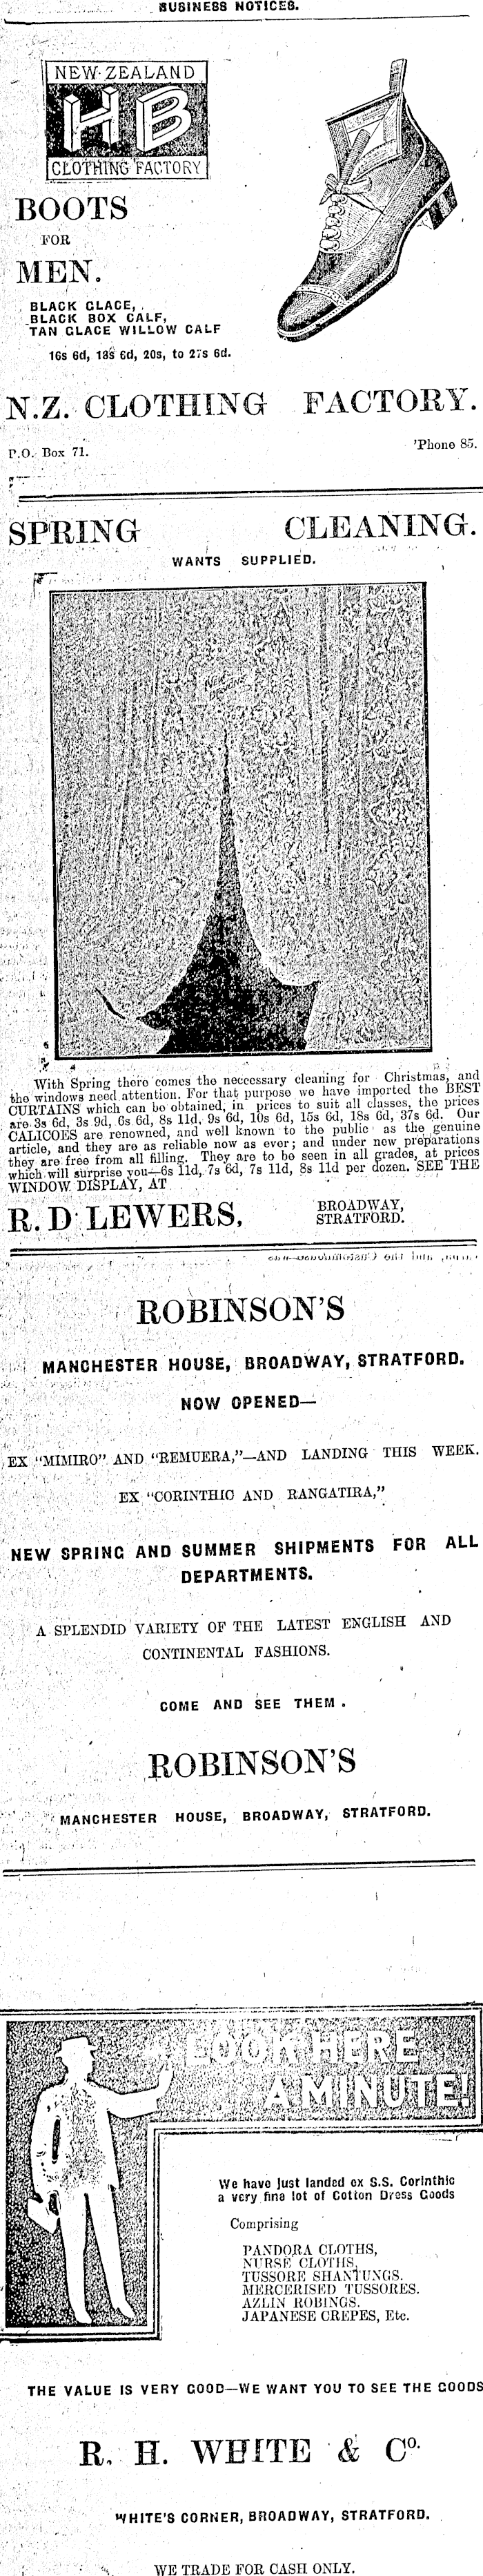 BUSINESS NOTICES.
NEW ZEALAND
HB
CLOTHING FACTORY
BOOTS
FOR
MEN.
BLACK GLACE,
BLACK BOX CALF,
TAN GLACE WILLOW CALF
16s 6d, 18s 6d, 20s, to 27s 6d.
N.Z. CLOTHING FACTORY.
P.O. Box 71. 'Phone 85.
SPRING CLEANING.
WANTS SUPPLIED.
NEW
DESIGNS
With Spring there comes the neccessary cleaning for Christmas, and
the windows need attention. For that purpose we have imported the BEST
CURTAINS which can be obtained, in prices to suit all classes, the prices
are 3s 6d, 3s 9d, 6s 6d, 8s 11d, 9s 6d, 10s 6d, 15s 6d, 18s 6d, 37s 6d. Our
CALICOES are renowned, and well known to the public as the genuine
article, and they are as reliable now as ever; and under new preparations
they are free from all filling. They are to be seen in all grades, at prices
which will surprise you—6s 11d, 7s 6d, 7s 11d, 8s 11d per dozen. SEE THE
WINDOW DISPLAY, AT
R. D LEWERS, BROADWAY,
STRATFORD.
ROBINSON'S
MANCHESTER HOUSE, BROADWAY, STRATFORD.
NOW OPENED—
EX "MIMIRO" AND "REMUERA,"—AND LANDING THIS WEEK.
EX "CORINTHIC AND RANGATIRA,"
NEW SPRING AND SUMMER SHIPMENTS FOR ALL
DEPARTMENTS.
A SPLENDID VARIETY OF THE LATEST ENGLISH AND
CONTINENTAL FASHIONS.
COME AND SEE THEM .
ROBINSON'S
MANCHESTER HOUSE, BROADWAY, STRATFORD.
LOOK HERE
A MINUTE!
We have just landed ex S.S. Corinthic
a very fine lot of Cotton Dress Goods
Comprising
PANDORA CLOTHS,
NURSE CLOTHS,
TUSSORE SHANTUNGS.
MERCERISED TUSSORES.
AZLIN ROBINGS.
JAPANESE CREPES, Etc.
THE VALUE IS VERY GOOD—WE WANT YOU TO SEE THE GOODS
R. H. WHITE & Co.
WHITE'S CORNER, BROADWAY, STRATFORD.
WE TRADE FOR CASH ONLY.